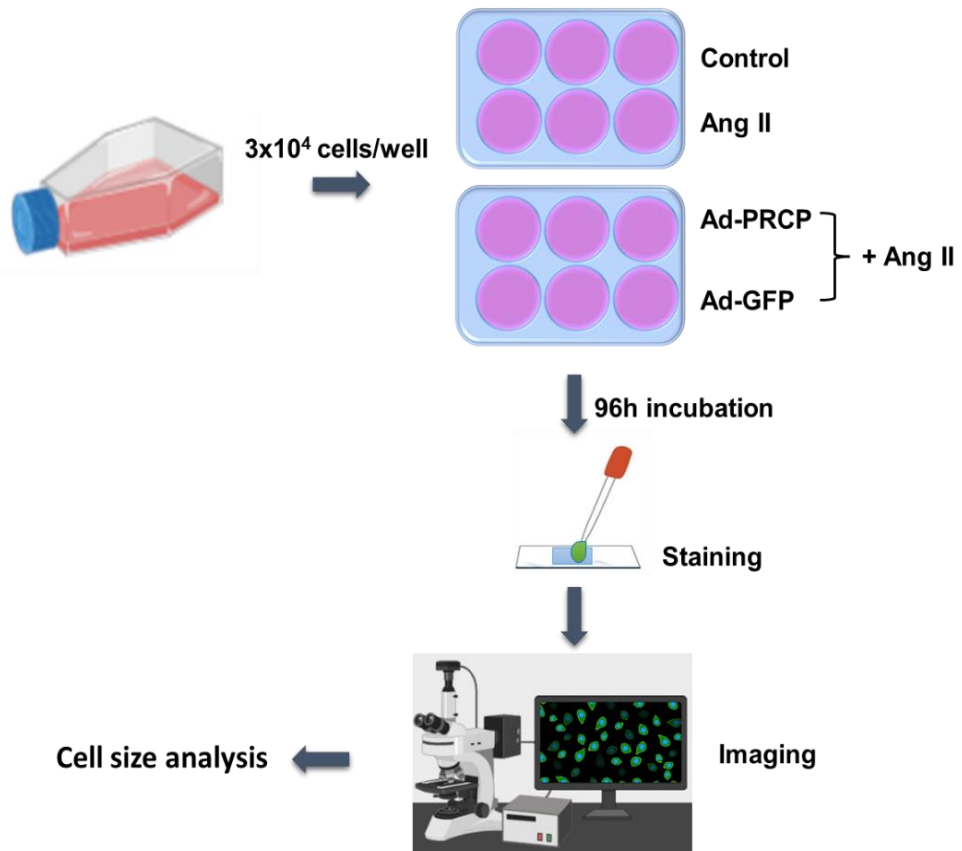 3x10⁴ cells/well
Control
Ang II
Ad-PRCP
Ad-GFP
+ Ang II
96h incubation
Staining
Imaging
Cell size analysis